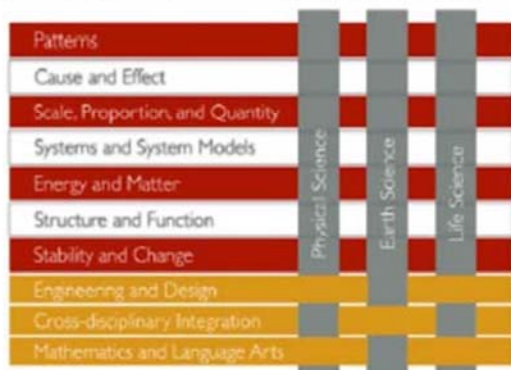 Patterns
Cause and Effect
Scale, Proportion, and Quantity
Systems and System Models
Energy and Matter
Structure and Function
Stability and Change
Engineering and Design
Cross-disciplinary Integration
Mathematics and Language Arts
Physical Science
Earth Science
Life Science